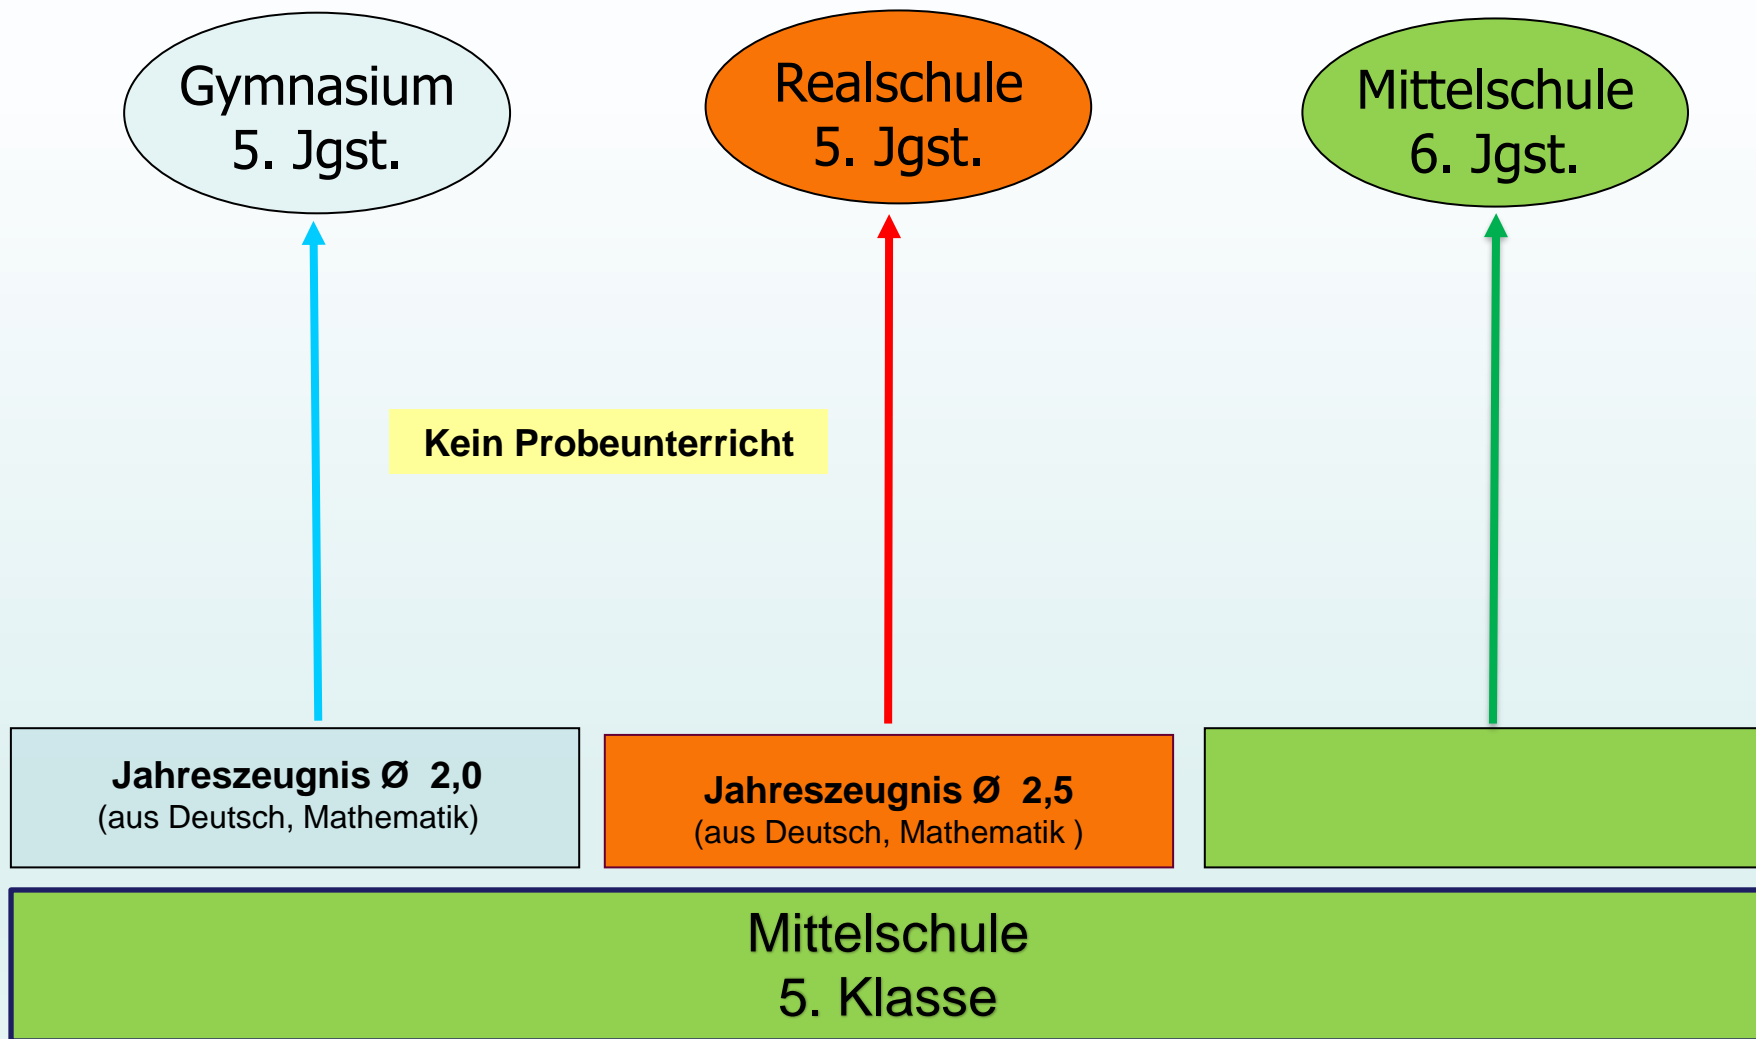 Gymnasium
5. Jgst.
Realschule
5. Jgst.
Mittelschule
6. Jgst.
Kein Probeunterricht
Jahreszeugnis Ø 2,0
(aus Deutsch, Mathematik)
Jahreszeugnis Ø 2,5
(aus Deutsch, Mathematik )
Mittelschule
5. Klasse